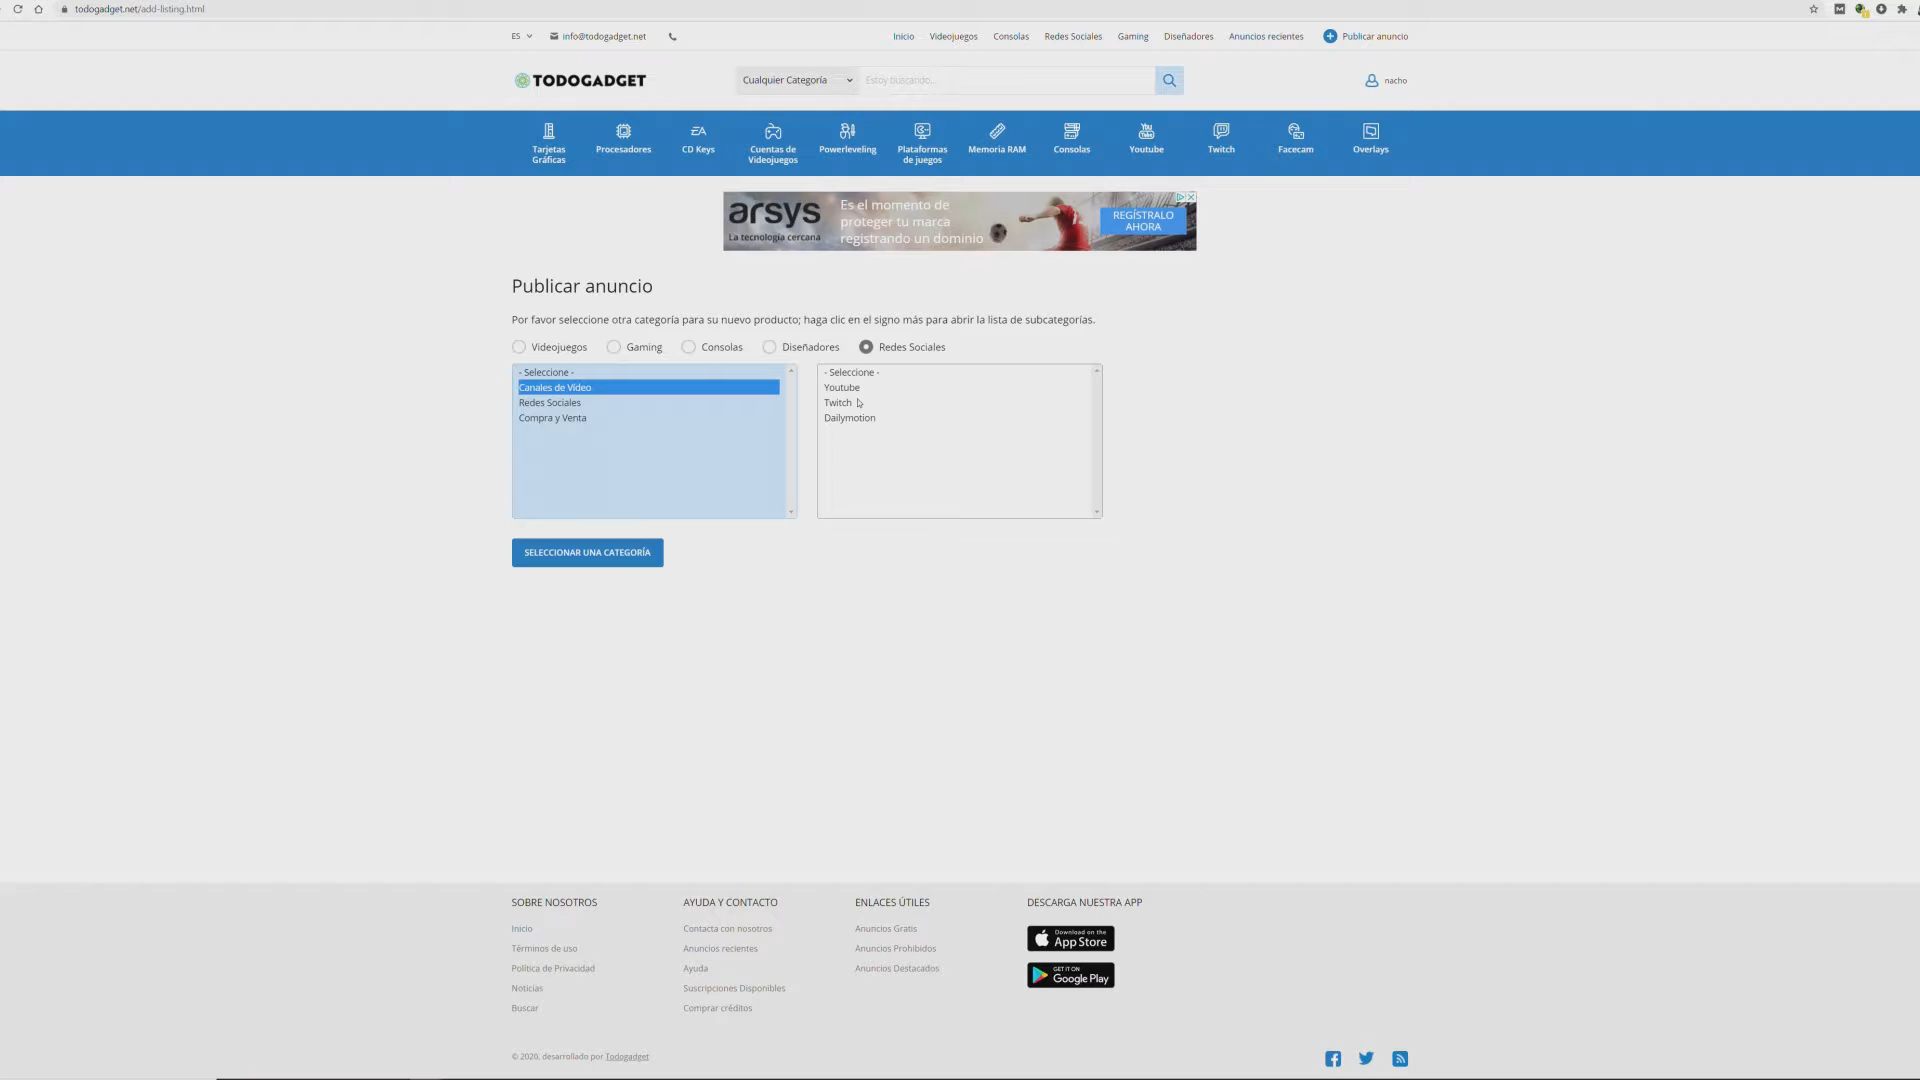 todogadget.net/add-listing.html
ES
info@todogadget.net
Inicio
Videojuegos
Consolas
Redes Sociales
Gaming
Diseñadores
Anuncios recientes
Publicar anuncio
TODOGADGET
Cualquier Categoría
Estoy buscando...
nacho
Tarjetas
Gráficas
Procesadores
EA
CD Keys
Cuentas de
Videojuegos
Powerleveling
Plataformas
de juegos
Memoria RAM
Consolas
You
Tube
Youtube
Twitch
Facecam
Overlays
arsys
La tecnología cercana
Es el momento de
proteger tu marca
registrando un dominio
REGÍSTRALO
AHORA
Publicar anuncio
Por favor seleccione otra categoría para su nuevo producto; haga clic en el signo más para abrir la lista de subcategorías.
Videojuegos
Gaming
Consolas
Diseñadores
Redes Sociales
- Seleccione -
Canales de Vídeo
Redes Sociales
Compra y Venta
- Seleccione -
Youtube
Twitch
Dailymotion
SELECCIONAR UNA CATEGORÍA
SOBRE NOSOTROS
Inicio
Términos de uso
Política de Privacidad
Noticias
Buscar
AYUDA Y CONTACTO
Contacta con nosotros
Anuncios recientes
Ayuda
Suscripciones Disponibles
Comprar créditos
ENLACES ÚTILES
Anuncios Gratis
Anuncios Prohibidos
Anuncios Destacados
DESCARGA NUESTRA APP
Download on the
App Store
GET IT ON
Google Play
© 2020, desarrollado por Todogadget